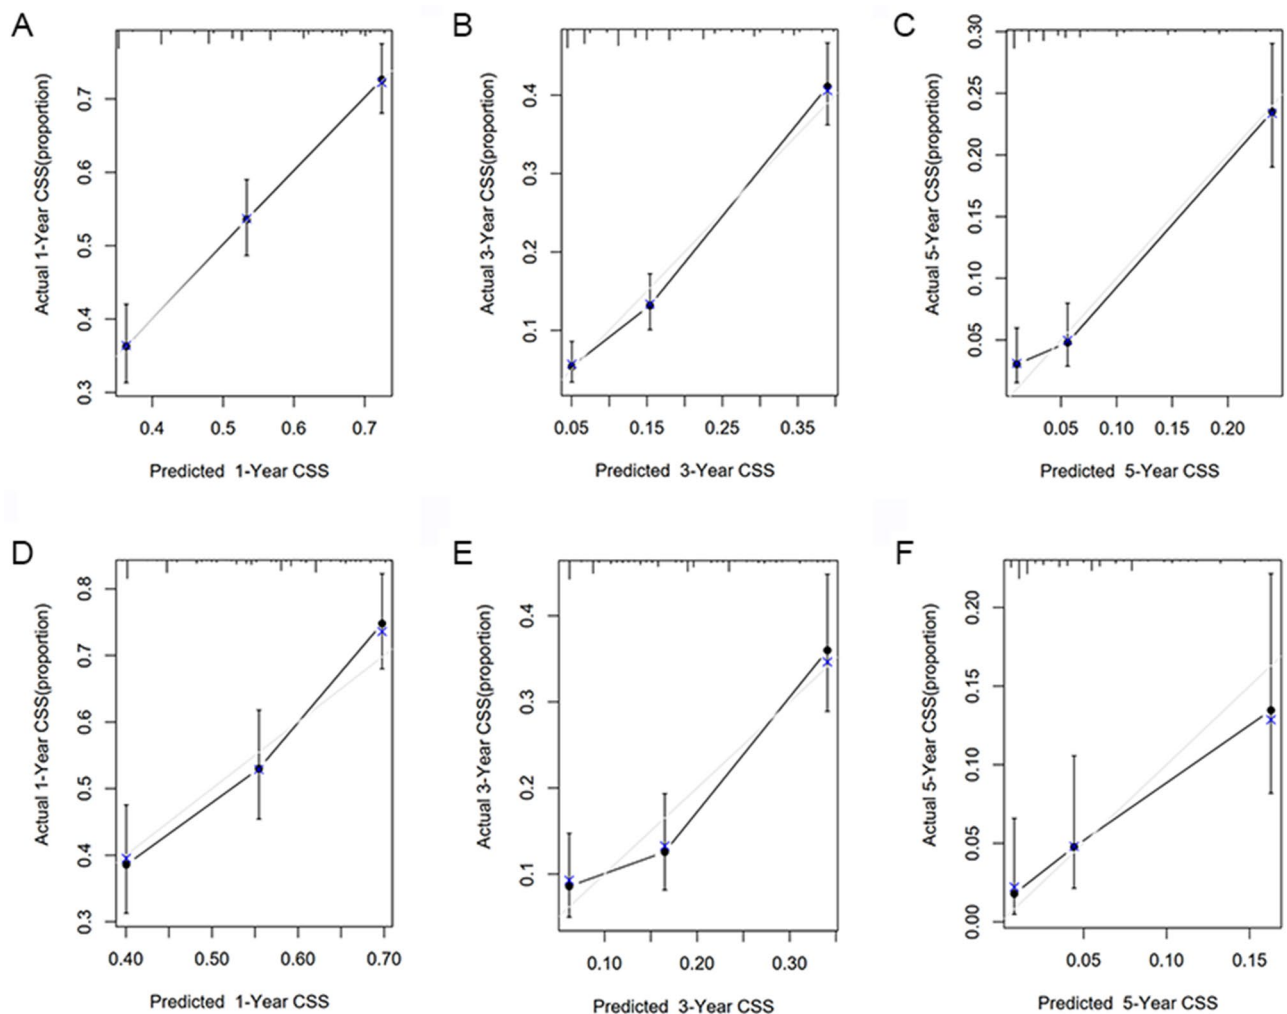 A
Actual 1-Year CSS(proportion)
0.3 0.4 0.5 0.6 0.7
0.4 0.5 0.6 0.7
Predicted 1-Year CSS
B
Actual 3-Year CSS(proportion)
0.1 0.2 0.3 0.4
0.05 0.15 0.25 0.35
Predicted 3-Year CSS
C
Actual 5-Year CSS(proportion)
0.05 0.10 0.15 0.20 0.25 0.30
0.05 0.10 0.15 0.20
Predicted 5-Year CSS
D
Actual 1-Year CSS(proportion)
0.3 0.4 0.5 0.6 0.7 0.8
0.40 0.50 0.60 0.70
Predicted 1-Year CSS
E
Actual 3-Year CSS(proportion)
0.1 0.2 0.3 0.4
0.10 0.20 0.30
Predicted 3-Year CSS
F
Actual 5-Year CSS(proportion)
0.00 0.05 0.10 0.15 0.20
0.05 0.10 0.15
Predicted 5-Year CSS